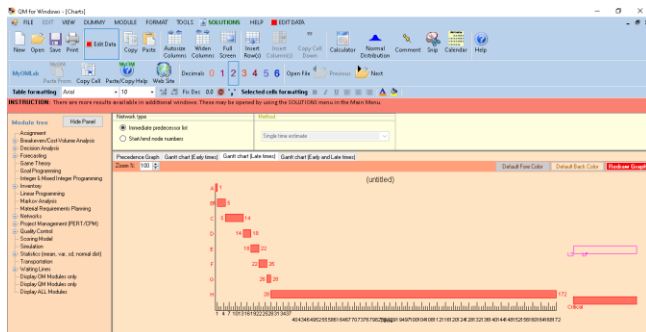 QM for Windows - [Charts]
FILE EDIT VIEW DUMMY MODULE FORMAT TOOLS SOLUTIONS HELP EDIT DATA
New Open Save Print Edit Data Copy Paste Autosize Columns Widen Columns Full Screen Insert Row(s) Insert Column(s) Copy Cell Down Calculator Normal Distribution Comment Snip Calendar Help
MyOMLab Paste From Copy Cell Paste/Copy Help Web Site Decimals 0 1 2 3 4 5 6 Open File Previous Next
Table formatting Arial 10 Fix Dec 0.0 Selected cells formatting B I U A
INSTRUCTION: There are more results available in additional windows. These may be opened by using the SOLUTIONS menu in the Main Menu.
Module tree Hide Panel
Assignment
Breakeven/Cost-Volume Analysis
Decision Analysis
Forecasting
Game Theory
Goal Programming
Integer & Mixed Integer Programming
Inventory
Linear Programming
Markov Analysis
Material Requirements Planning
Networks
Project Management (PERT/CPM)
Quality Control
Scoring Model
Simulation
Statistics (mean, var, sd, normal dist)
Transportation
Waiting Lines
Display OM Modules only
Display QM Modules only
Display ALL Modules
Network type
Immediate predecessor list
Start/end node numbers
Method
Single time estimate
Precedence Graph Gantt chart (Early times) Gantt chart (Late times) Gantt chart (Early and Late times)
Zoom % 100 Default Fore Color Default Back Color Redraw Graph
(untitled)
A 1
C 5 14
D 14 18
E 18 22
F 22 26
G 26 28
H 28 172
LS LF
Critical